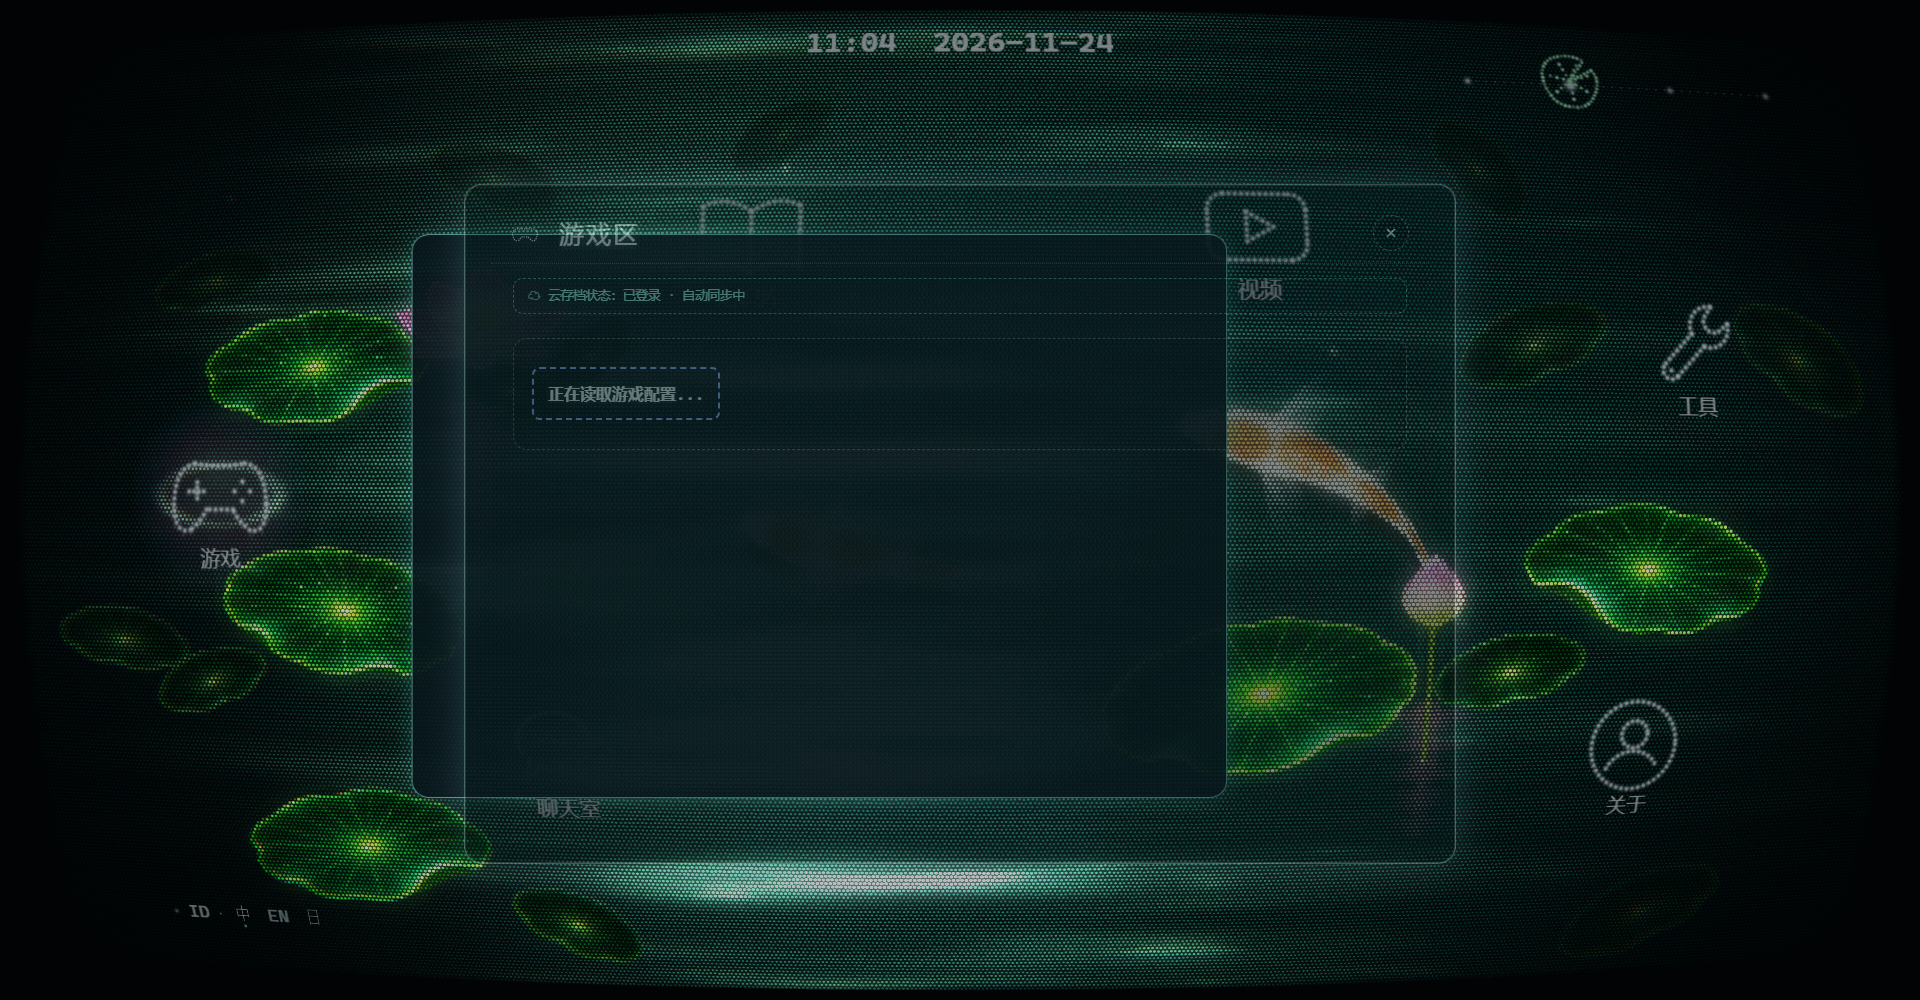 11:04 2026-11-24
游戏区
×
视频
云存档状态：已登录 · 自动同步中
正在读取游戏配置...
工具
游戏
聊天室
关于
ID · 中 EN 日